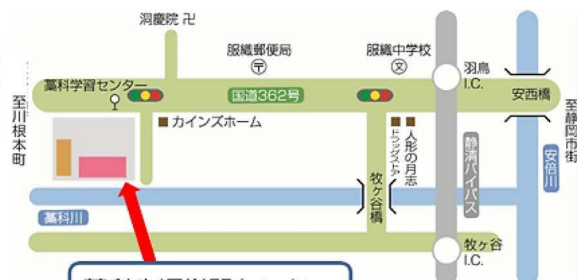 洞慶院 卍
服織郵便局
〒
服織中学校
文
羽鳥
I.C.
藁科学習センター
国道362号
安西橋
至川根本町
至静岡市街
カインズホーム
ドラッグストア
人形の月志
静清バイパス
安倍川
牧ヶ谷橋
藁科川
牧ヶ谷
I.C.